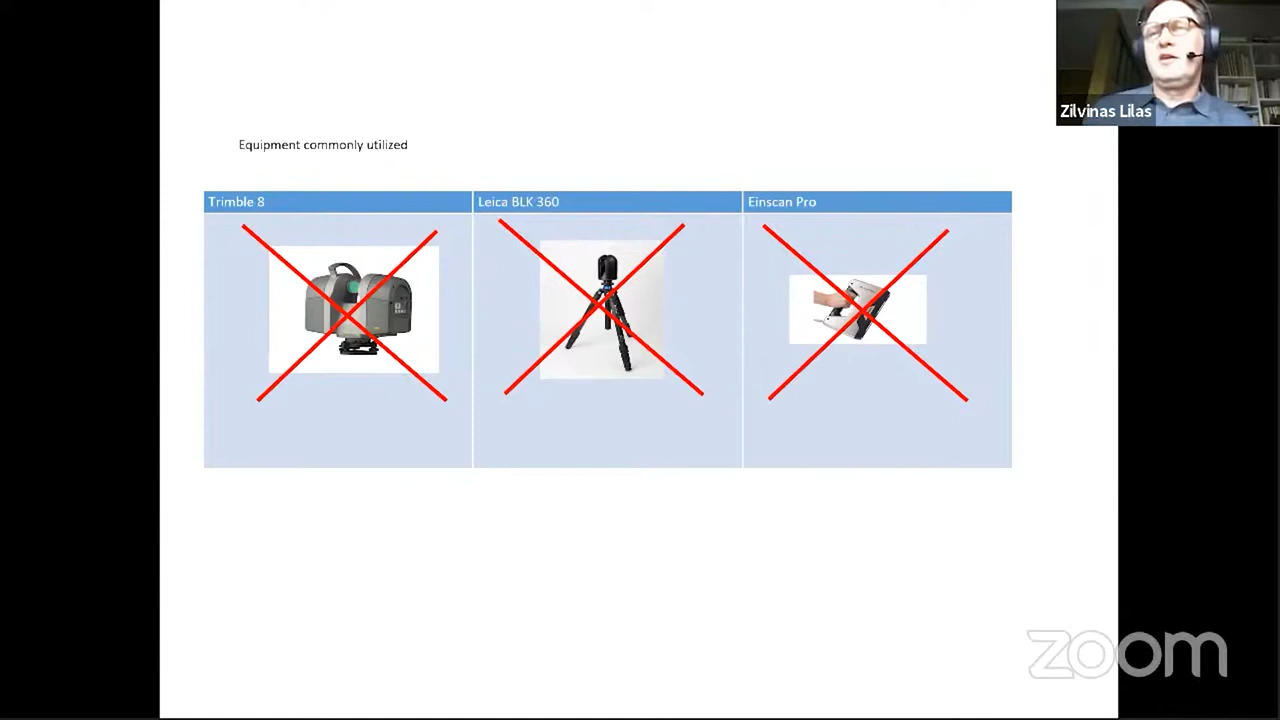 Zilvinas Lilas
Equipment commonly utilized
Trimble 8
Leica BLK 360
Einscan Pro
zoom